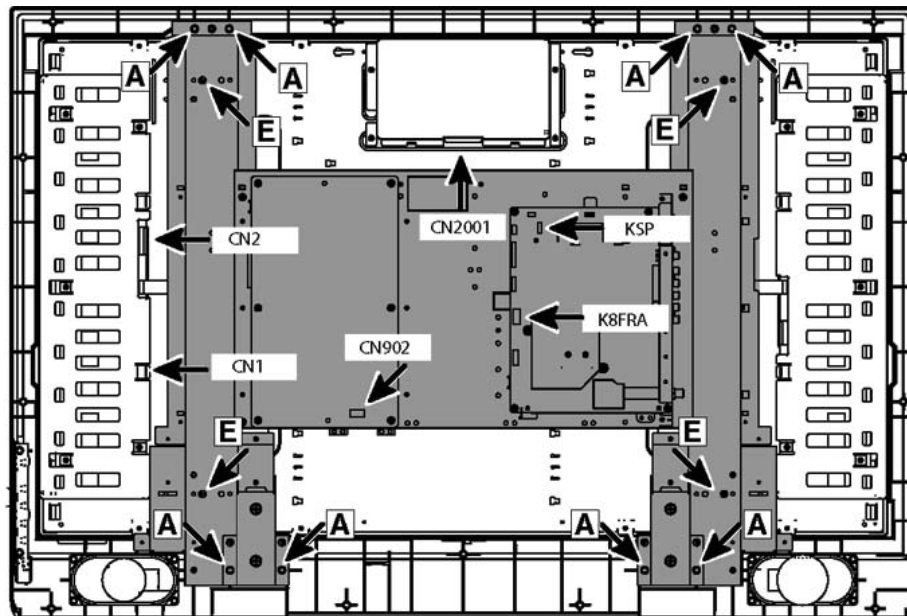 A A A A
E E
CN2001 KSP
CN2
K8FRA
CN902
CN1
E E
A A A A